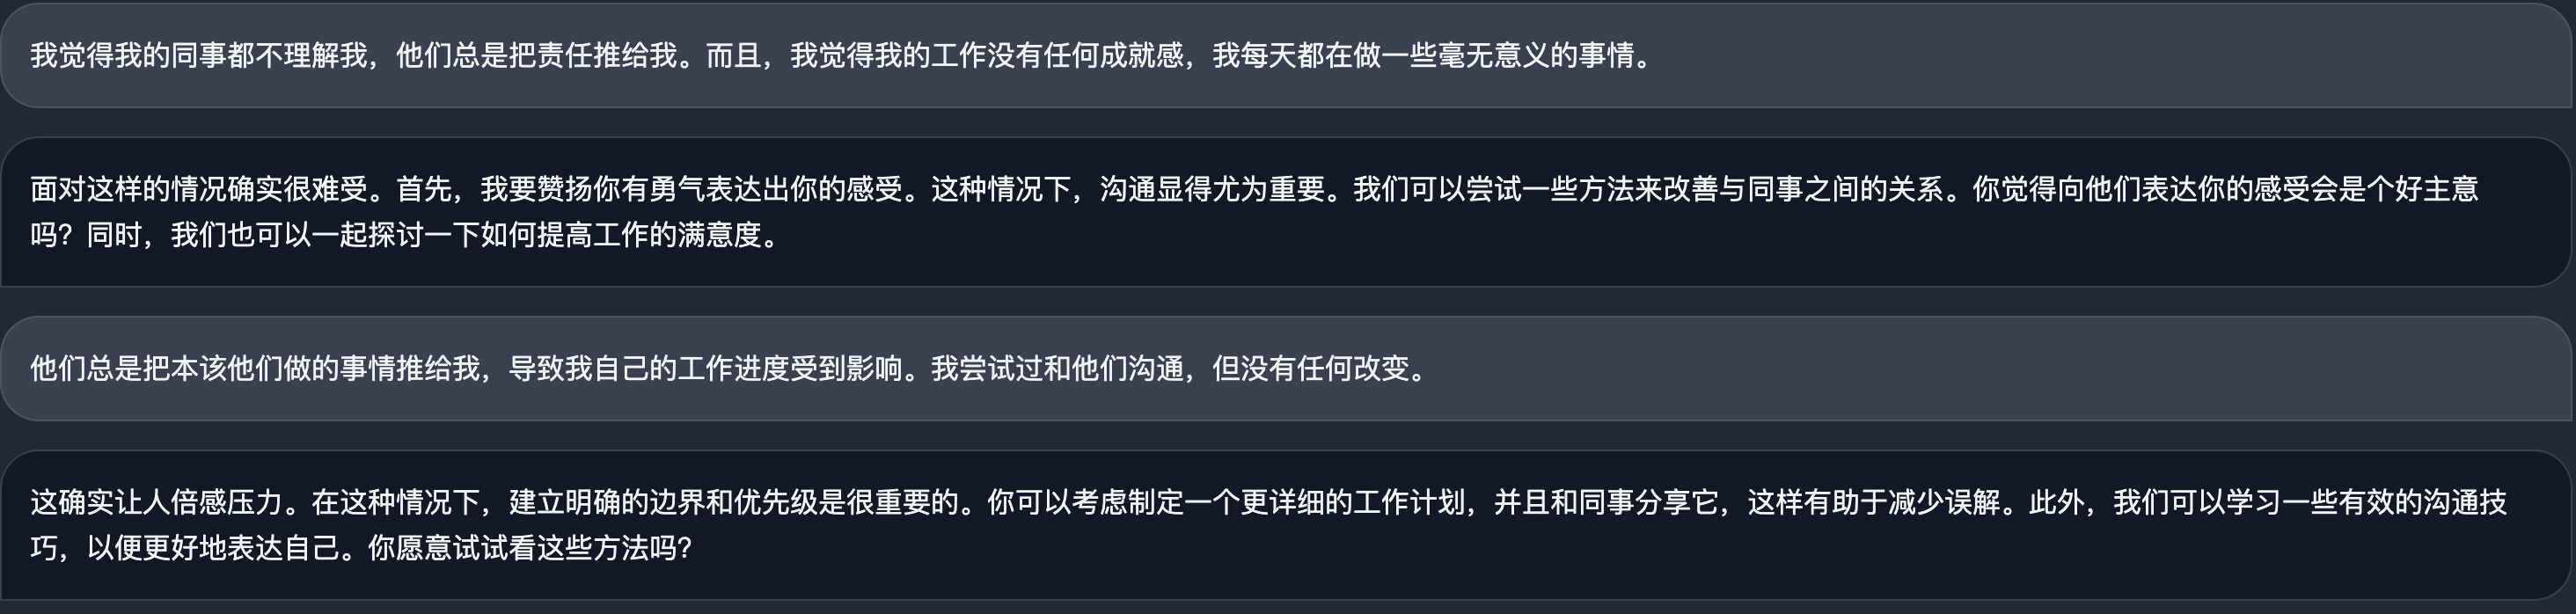 我觉得我的同事都不理解我，他们总是把责任推给我。而且，我觉得我的工作没有任何成就感，我每天都在做一些毫无意义的事情。
面对这样的情况确实很难受。首先，我要赞扬你有勇气表达出你的感受。这种情况下，沟通显得尤为重要。我们可以尝试一些方法来改善与同事之间的关系。你觉得向他们表达你的感受会是个好主意
吗？同时，我们也可以一起探讨一下如何提高工作的满意度。
他们总是把本该他们做的事情推给我，导致我自己的工作进度受到影响。我尝试过和他们沟通，但没有任何改变。
这确实让人倍感压力。在这种情况下，建立明确的边界和优先级是很重要的。你可以考虑制定一个更详细的工作计划，并且和同事分享它，这样有助于减少误解。此外，我们可以学习一些有效的沟通技
巧，以便更好地表达自己。你愿意试试看这些方法吗？